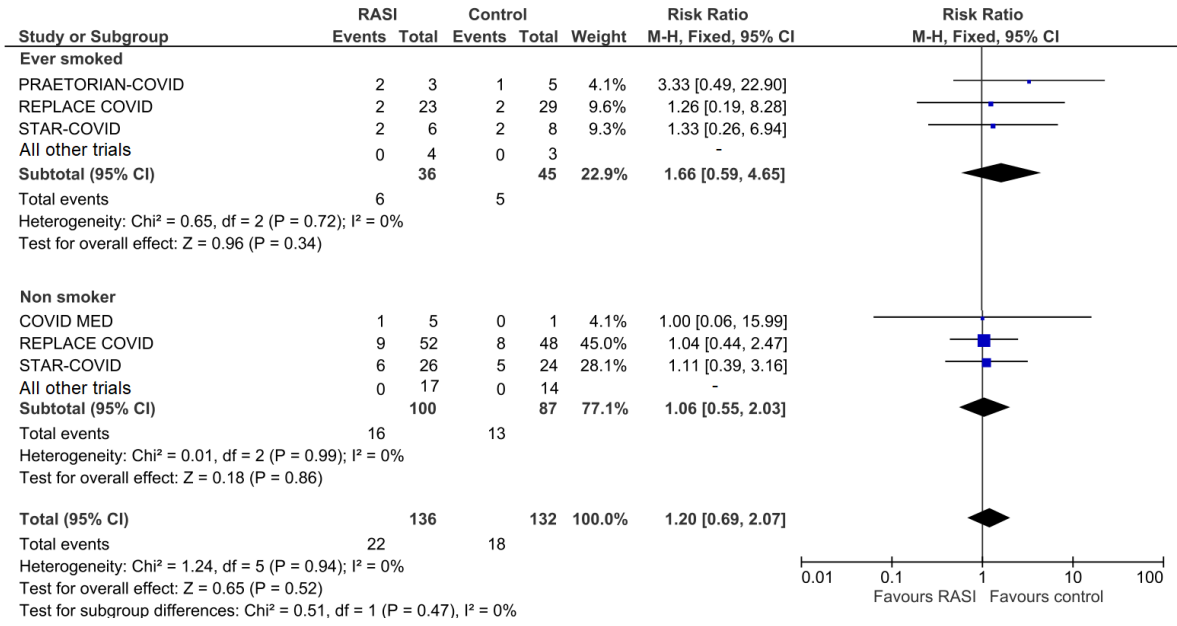 RASI Control Risk Ratio Risk Ratio
Study or Subgroup Events Total Events Total Weight M-H, Fixed, 95% CI M-H, Fixed, 95% CI
Ever smoked
PRAETORIAN-COVID 2 3 1 5 4.1% 3.33 [0.49, 22.90]
REPLACE COVID 2 23 2 29 9.6% 1.26 [0.19, 8.28]
STAR-COVID 2 6 2 8 9.3% 1.33 [0.26, 6.94]
All other trials 0 4 0 3 -
Subtotal (95% CI) 36 45 22.9% 1.66 [0.59, 4.65]
Total events 6 5
Heterogeneity: Chi² = 0.65, df = 2 (P = 0.72); I² = 0%
Test for overall effect: Z = 0.96 (P = 0.34)
Non smoker
COVID MED 1 5 0 1 4.1% 1.00 [0.06, 15.99]
REPLACE COVID 9 52 8 48 45.0% 1.04 [0.44, 2.47]
STAR-COVID 6 26 5 24 28.1% 1.11 [0.39, 3.16]
All other trials 0 17 0 14 -
Subtotal (95% CI) 100 87 77.1% 1.06 [0.55, 2.03]
Total events 16 13
Heterogeneity: Chi² = 0.01, df = 2 (P = 0.99); I² = 0%
Test for overall effect: Z = 0.18 (P = 0.86)
Total (95% CI) 136 132 100.0% 1.20 [0.69, 2.07]
Total events 22 18
Heterogeneity: Chi² = 1.24, df = 5 (P = 0.94); I² = 0%
Test for overall effect: Z = 0.65 (P = 0.52)
Test for subgroup differences: Chi² = 0.51, df = 1 (P = 0.47), I² = 0%
0.01 0.1 1 10 100
Favours RASI Favours control